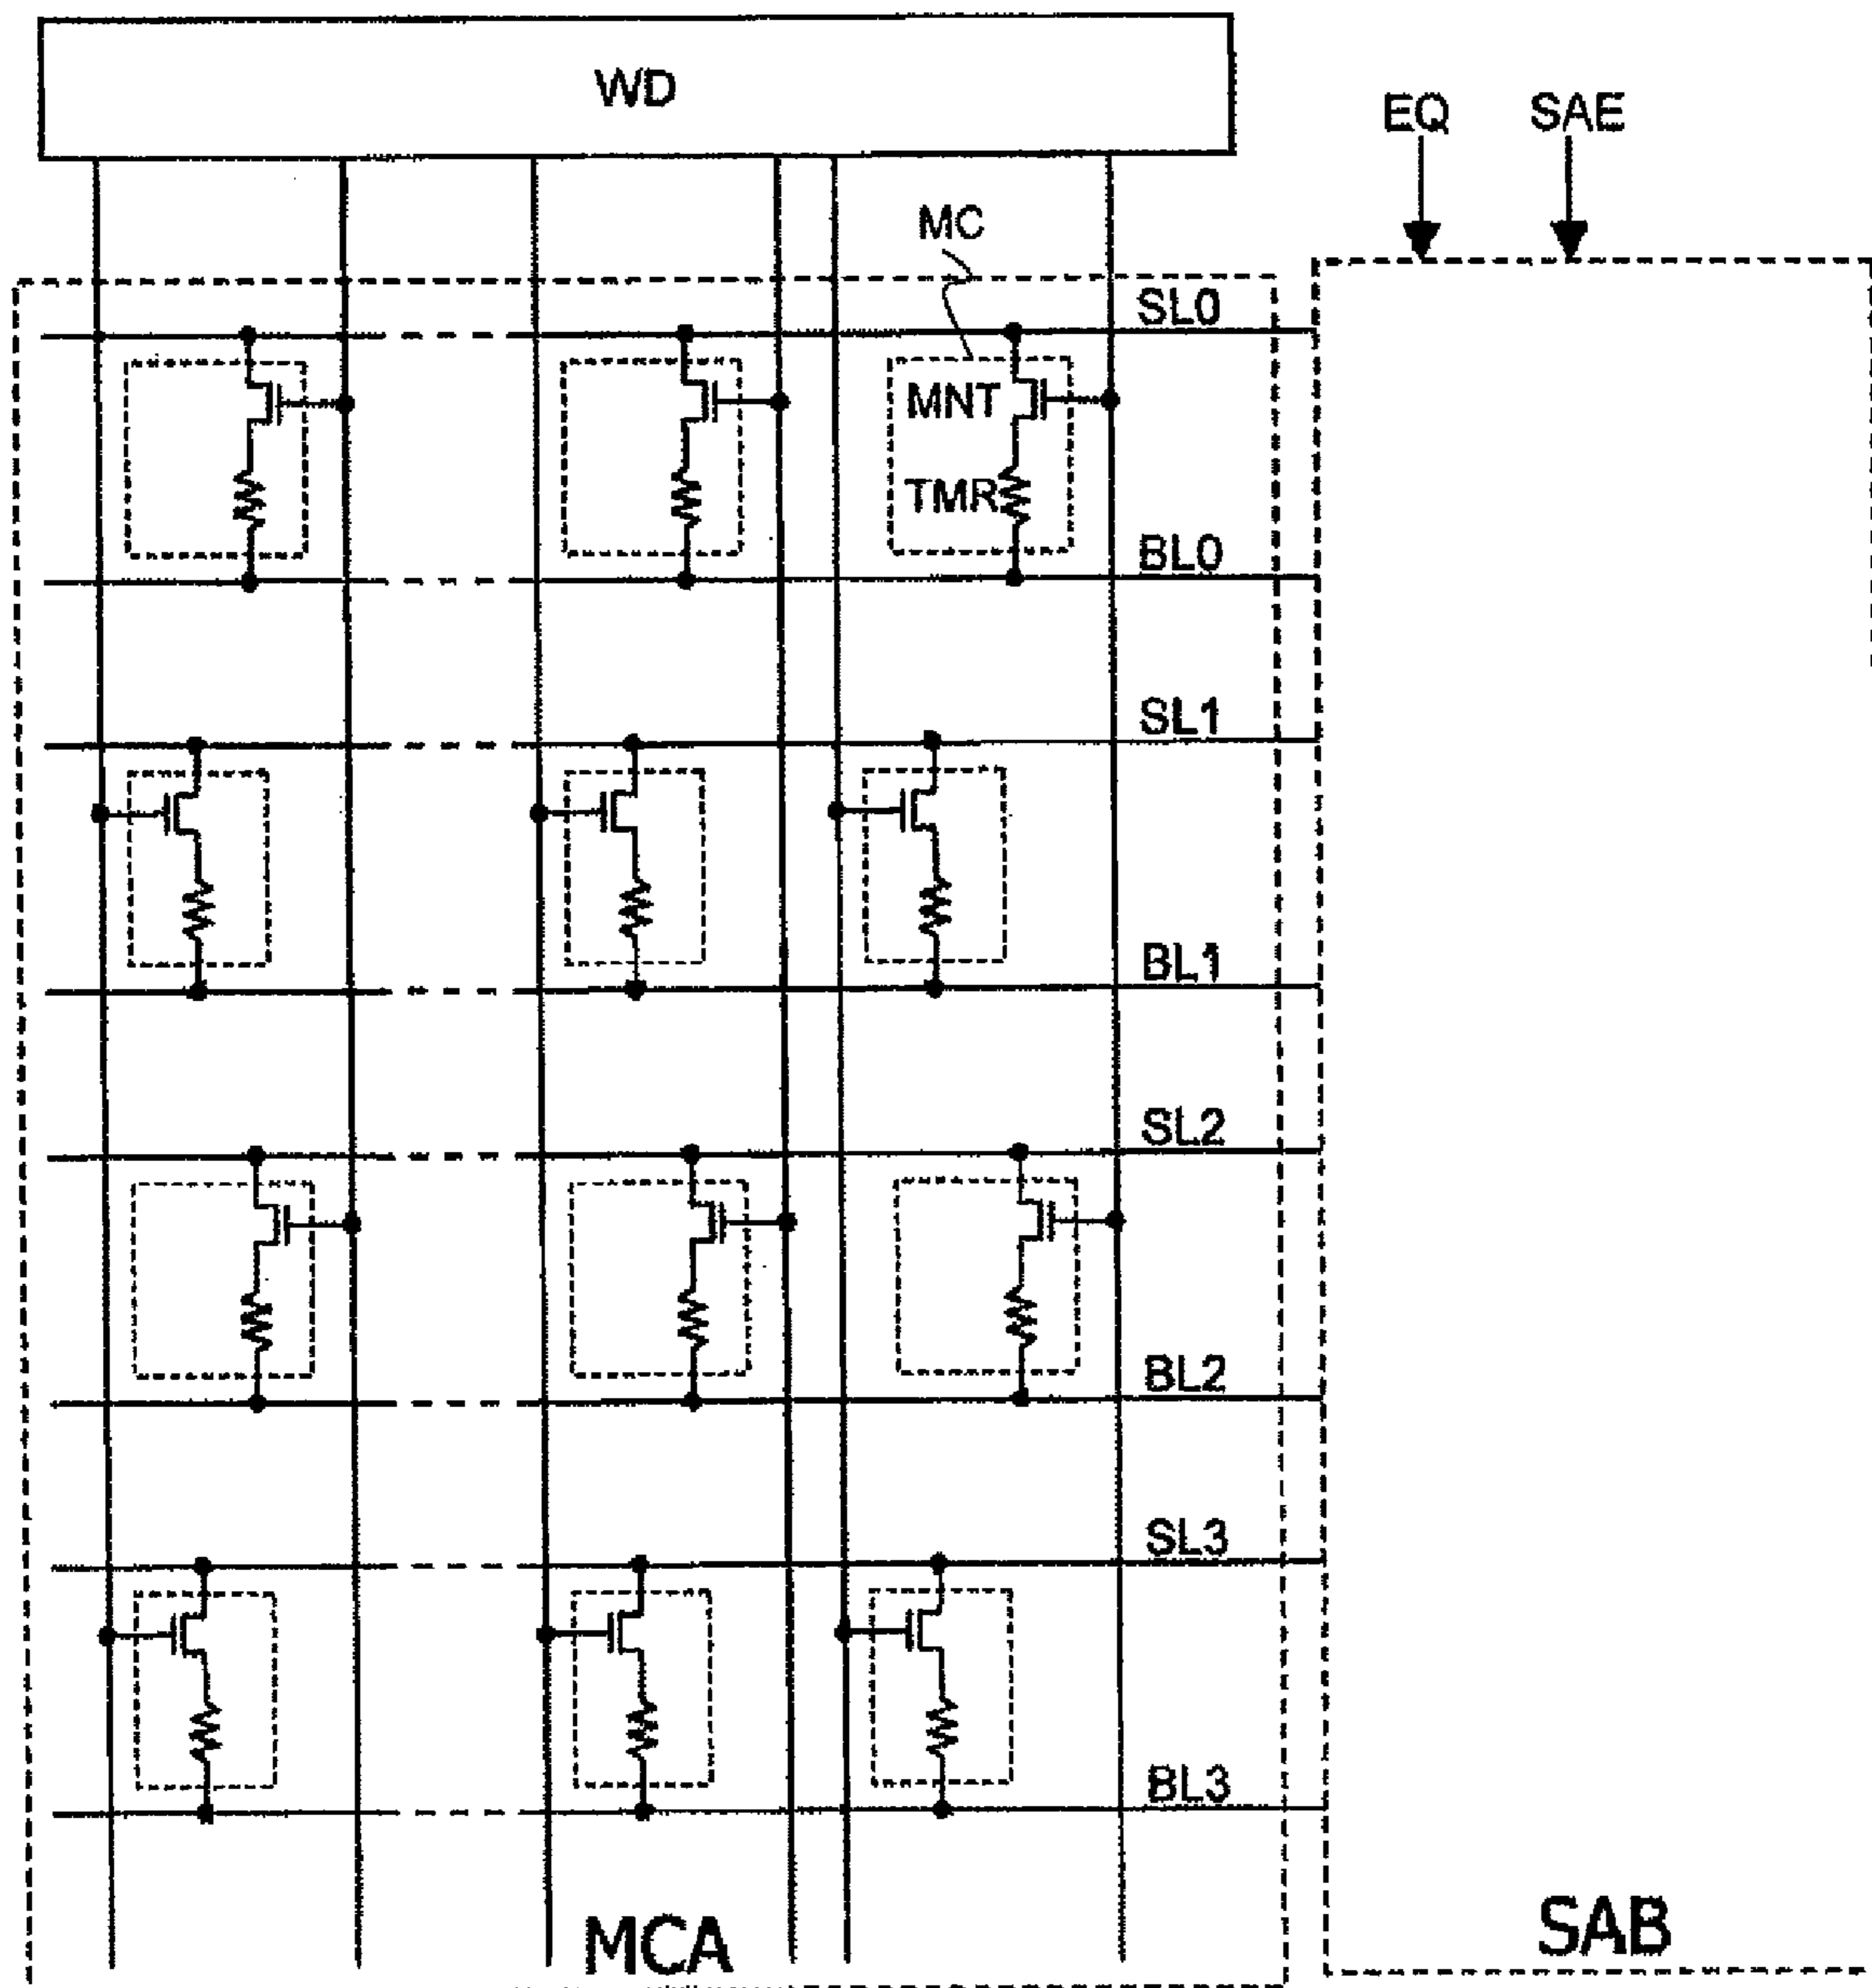 WD
EQ SAE
MC
SL0
MNT
TMR
BL0
SL1
BL1
SL2
BL2
SL3
BL3
MCA
SAB